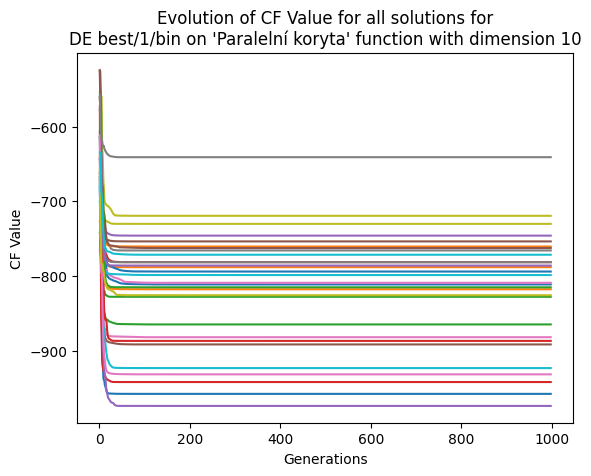 Evolution of CF Value for all solutions for
DE best/1/bin on 'Paralelní koryta' function with dimension 10
CF Value
−600
−700
−800
−900
0
200
400
600
800
1000
Generations